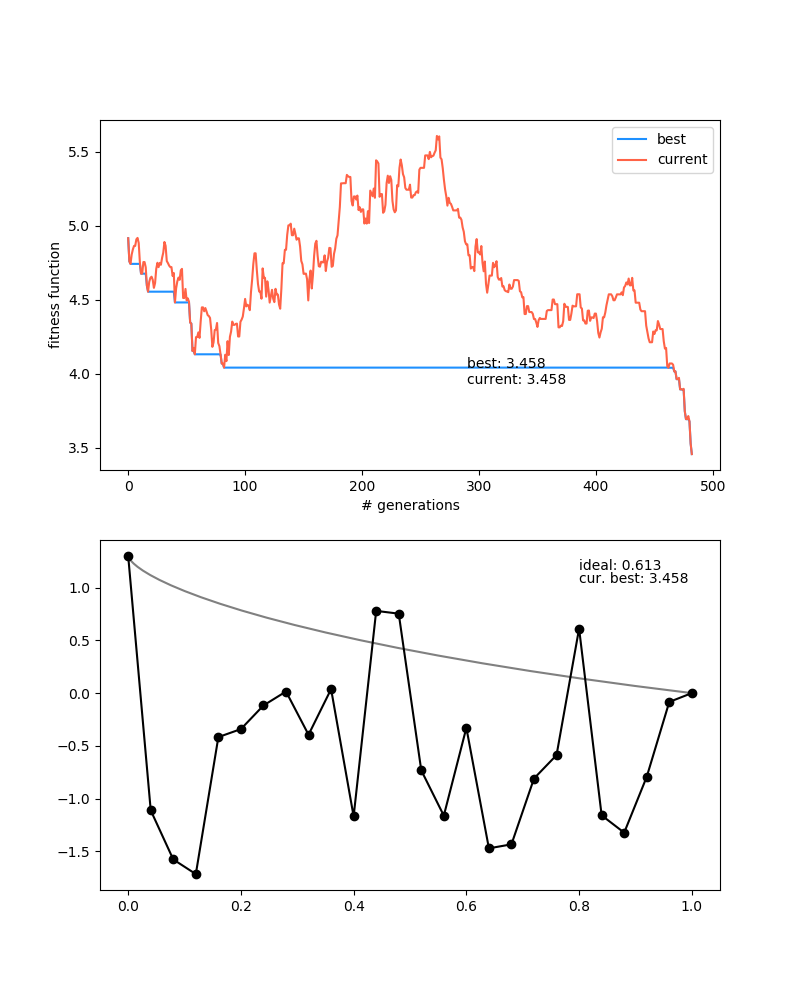 best
current
fitness function
5.5
5.0
4.5
4.0
3.5
best: 3.458
current: 3.458
0 100 200 300 400 500
# generations
ideal: 0.613
cur. best: 3.458
1.0
0.5
0.0
−0.5
−1.0
−1.5
0.0 0.2 0.4 0.6 0.8 1.0